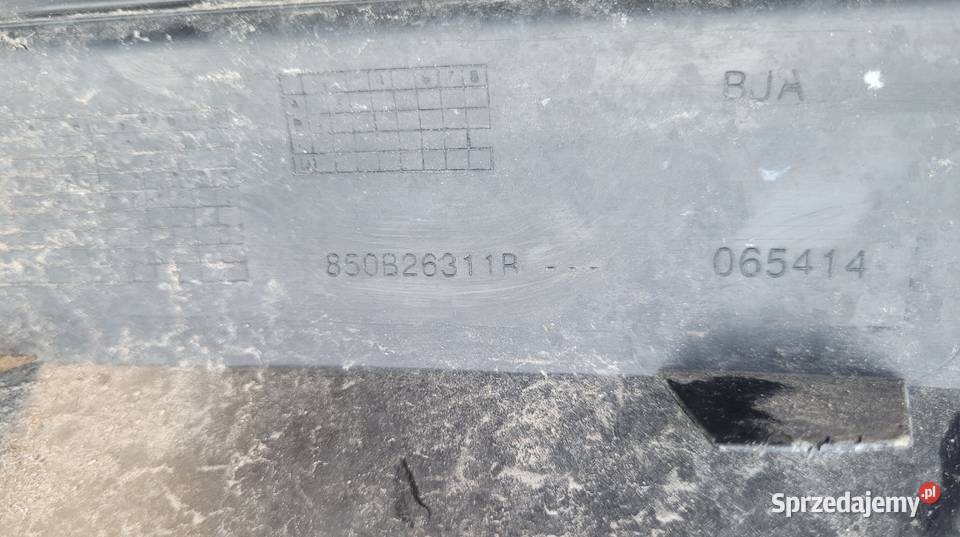 BJA
850B26311R ---
065414
Sprzedajemy.pl